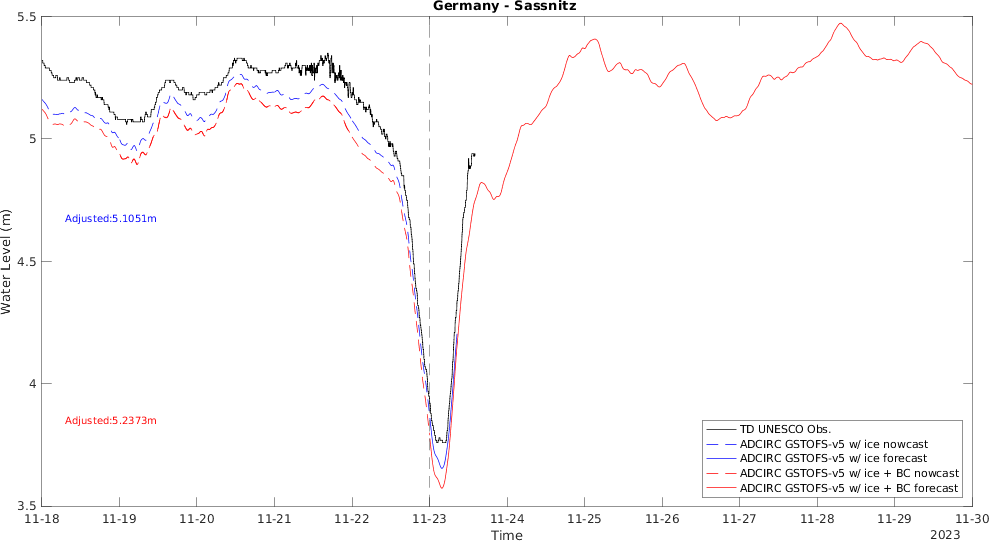 Germany - Sassnitz
5.5
5
4.5
4
3.5
Water Level (m)
Adjusted:5.1051m
Adjusted:5.2373m
TD UNESCO Obs.
ADCIRC GSTOFS-v5 w/ ice nowcast
ADCIRC GSTOFS-v5 w/ ice forecast
ADCIRC GSTOFS-v5 w/ ice + BC nowcast
ADCIRC GSTOFS-v5 w/ ice + BC forecast
11-18 11-19 11-20 11-21 11-22 11-23 11-24 11-25 11-26 11-27 11-28 11-29 11-30
Time
2023